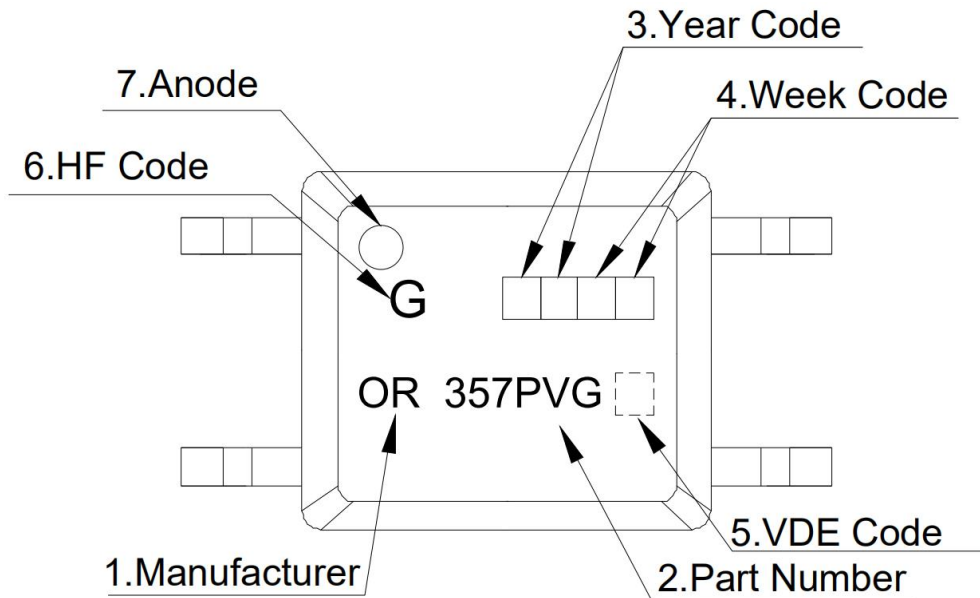 3.Year Code
7.Anode
4.Week Code
6.HF Code
G
OR 357PVG
5.VDE Code
1.Manufacturer
2.Part Number